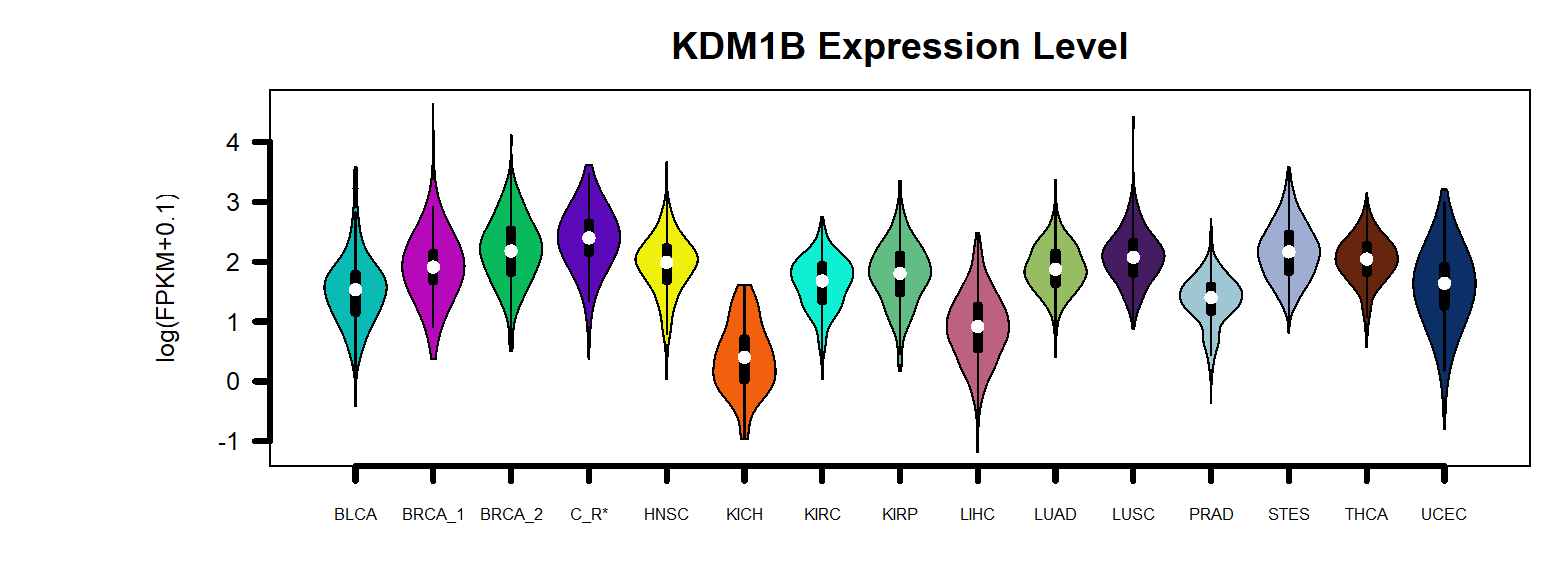 KDM1B Expression Level
log(FPKM+0.1)
4
3
2
1
0
-1
BLCA BRCA_1 BRCA_2 C_R* HNSC KICH KIRC KIRP LIHC LUAD LUSC PRAD STES THCA UCEC